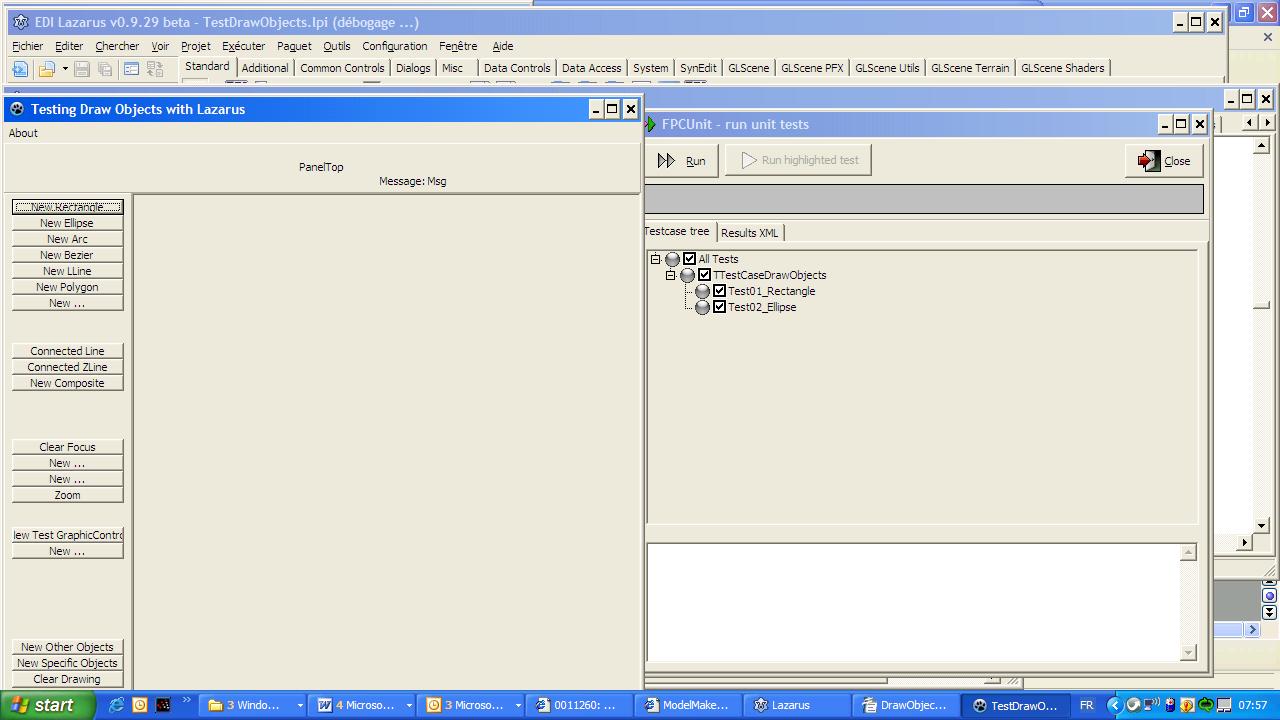 EDI Lazarus v0.9.29 beta - TestDrawObjects.lpi (débogage ...)
Fichier Editer Chercher Voir Projet Exécuter Paquet Outils Configuration Fenêtre Aide
Standard Additional Common Controls Dialogs Misc Data Controls Data Access System SynEdit GLScene GLScene PFX GLScene Utils GLScene Terrain GLScene Shaders
Testing Draw Objects with Lazarus
About
PanelTop
Message: Msg
New Rectangle
New Ellipse
New Arc
New Bezier
New LLine
New Polygon
New ...
Connected Line
Connected ZLine
New Composite
Clear Focus
New ...
New ...
Zoom
lew Test GraphicContro
New ...
New Other Objects
New Specific Objects
Clear Drawing
FPCUnit - run unit tests
Run Run highlighted test Close
Testcase tree Results XML
All Tests
TTestCaseDrawObjects
Test01_Rectangle
Test02_Ellipse
start 3 Windo... 4 Microso... 3 Microso... 0011260: ... ModelMake... Lazarus DrawObjec... TestDrawO... FR 07:57